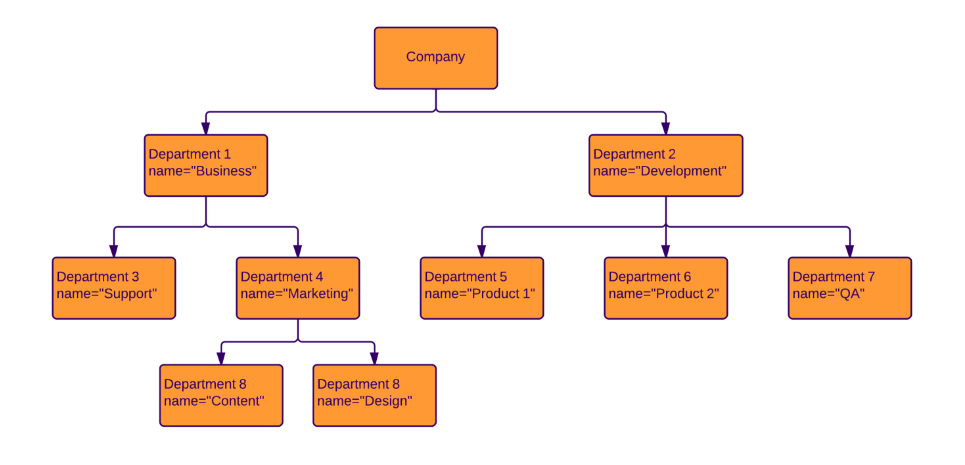 Company
Department 1
name="Business"
Department 2
name="Development"
Department 3
name="Support"
Department 4
name="Marketing"
Department 5
name="Product 1"
Department 6
name="Product 2"
Department 7
name="QA"
Department 8
name="Content"
Department 8
name="Design"